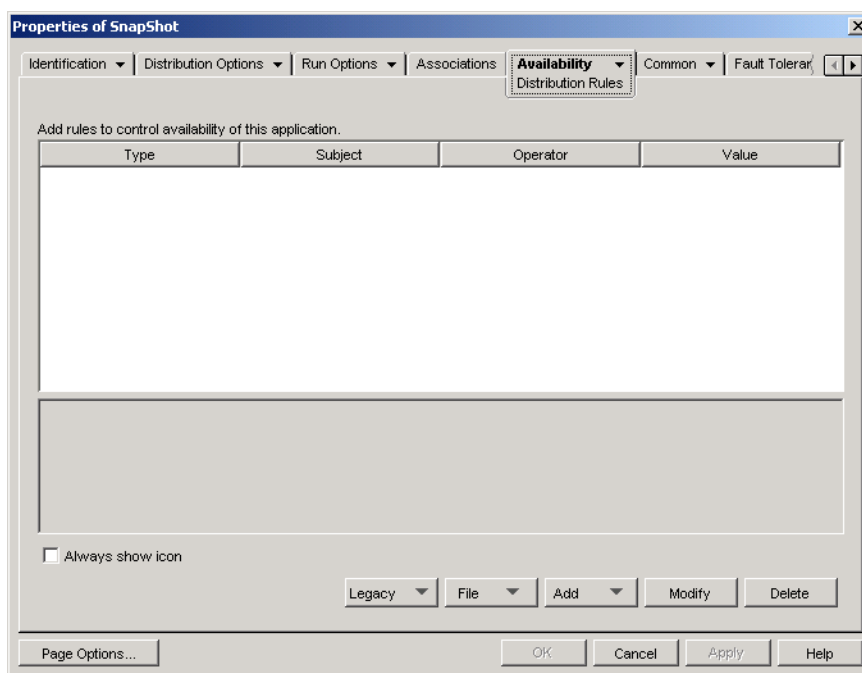 Properties of SnapShot
Identification Distribution Options Run Options Associations Availability Common Fault Toleran
Distribution Rules
Add rules to control availability of this application.
Type Subject Operator Value
Always show icon
Legacy File Add Modify Delete
Page Options... OK Cancel Apply Help